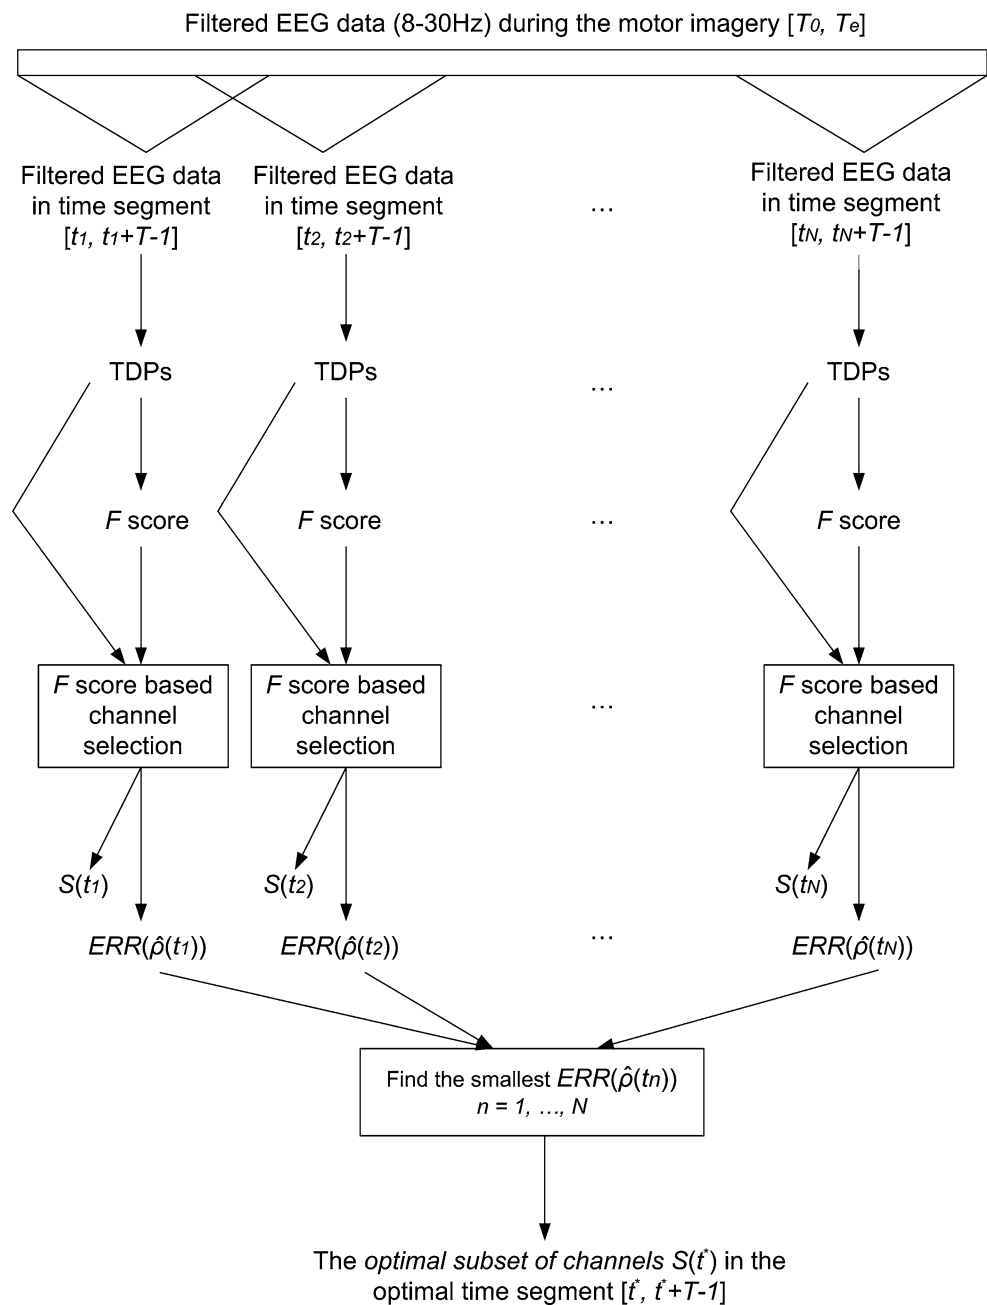 Filtered EEG data (8-30Hz) during the motor imagery [T0, Te]
Filtered EEG data
in time segment
[t1, t1+T-1]
Filtered EEG data
in time segment
[t2, t2+T-1]
...
Filtered EEG data
in time segment
[tN, tN+T-1]
TDPs
TDPs
...
TDPs
F score
F score
...
F score
F score based
channel
selection
F score based
channel
selection
...
F score based
channel
selection
S(t1)
S(t2)
S(tN)
ERR(ρ̂(t1))
ERR(ρ̂(t2))
...
ERR(ρ̂(tN))
Find the smallest ERR(ρ̂(tn))
n = 1, ..., N
The optimal subset of channels S(t*) in the
optimal time segment [t*, t*+T-1]